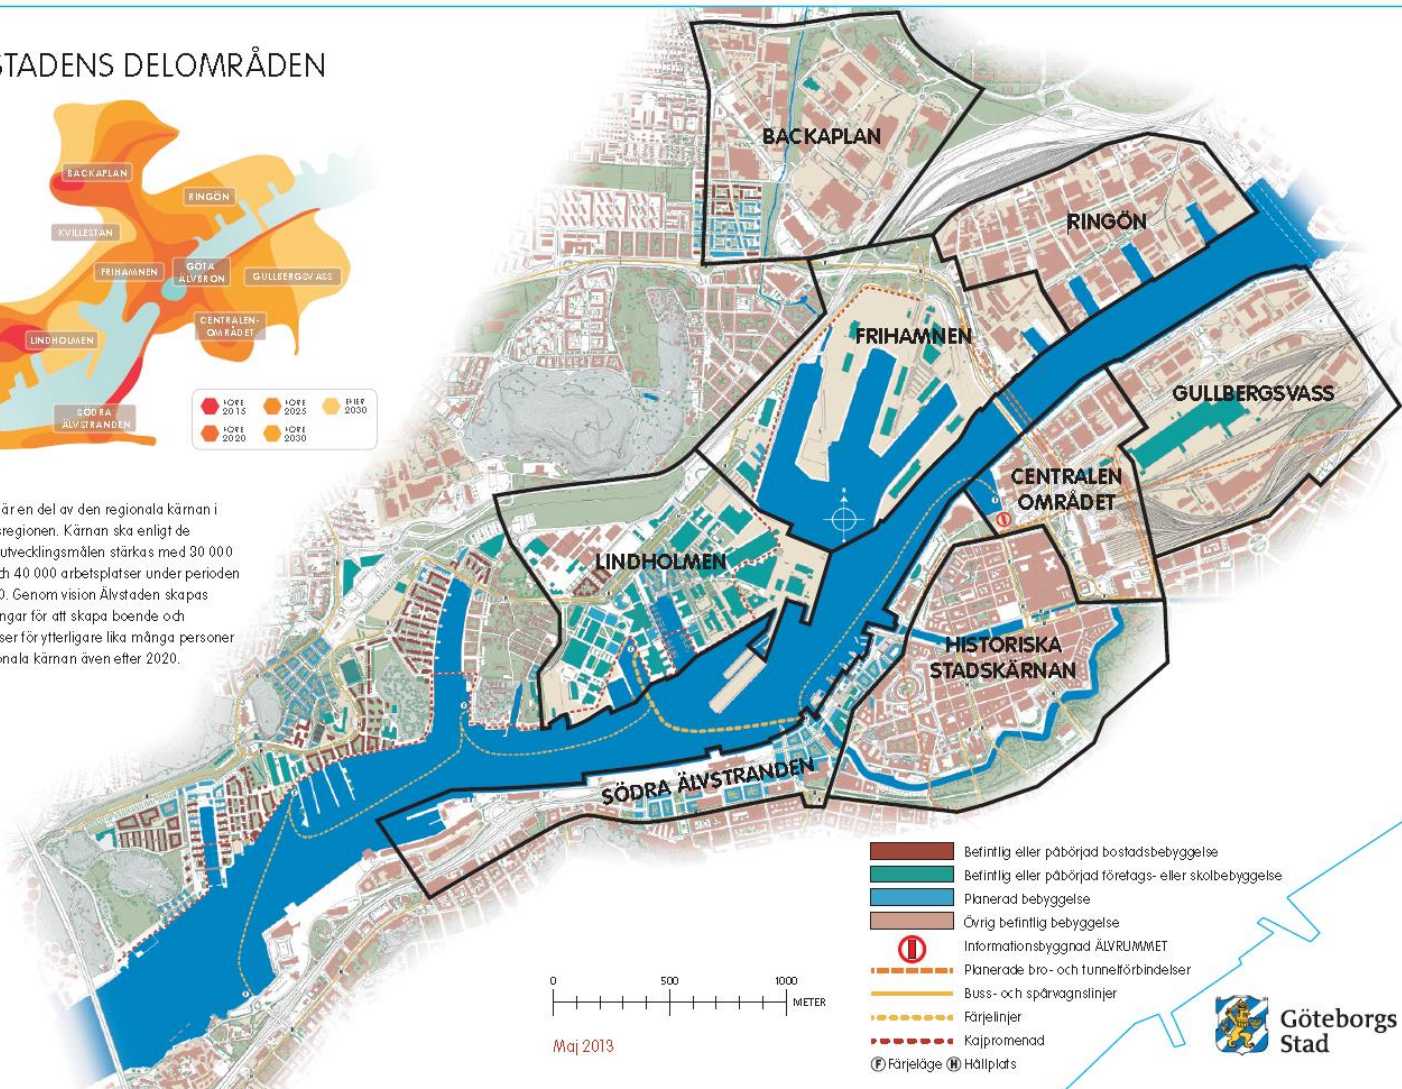 STADENS DELOMRÅDEN
BACKAPLAN
RINGÖN
KVILLESTAN
FRIHAMNEN
GÖTA
ÄLVBRON
GULLBERGSVASS
LINDHOLMEN
CENTRALEN-
OMRÅDET
SÖDRA
ÄLVSTRANDEN
FÖRE
2015
FÖRE
2025
EFTER
2030
FÖRE
2020
FÖRE
2030
är en del av den regionala kärnan i
sregionen. Kärnan ska enligt de
utvecklingsmålen stärkas med 30 000
ch 40 000 arbetsplatser under perioden
0. Genom vision Älvstaden skapas
ngar för att skapa boende och
ser för ytterligare lika många personer
onala kärnan även efter 2020.
BACKAPLAN
RINGÖN
FRIHAMNEN
GULLBERGSVASS
CENTRALEN
OMRÅDET
LINDHOLMEN
HISTORISKA
STADSKÄRNAN
SÖDRA ÄLVSTRANDEN
Befintlig eller påbörjad bostadsbebyggelse
Befintlig eller påbörjad företags- eller skolbebyggelse
Planerad bebyggelse
Övrig befintlig bebyggelse
Informationsbyggnad ÄLVRUMMET
Planerade bro- och tunnelförbindelser
Buss- och spårvagnslinjer
Färjelinjer
Kajpromenad
F Färjeläge H Hållplats
0 500 1000
METER
Maj 2013
Göteborgs
Stad